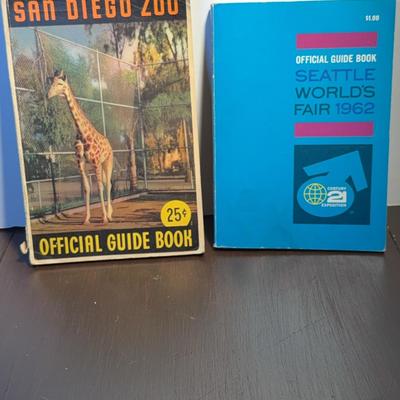 SAN DIEGO ZOO
25¢
OFFICIAL GUIDE BOOK
$1.00
OFFICIAL GUIDE BOOK
SEATTLE
WORLD'S
FAIR 1962
CENTURY
21
EXPOSITION